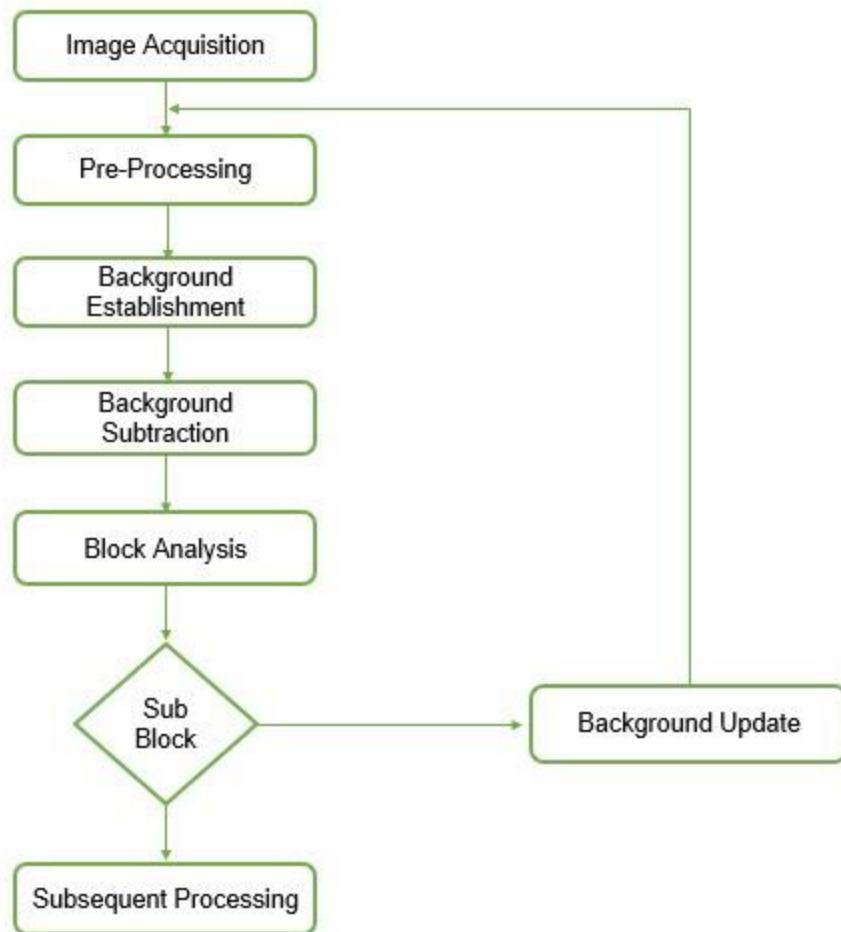 Image Acquisition
Pre-Processing
Background
Establishment
Background
Subtraction
Block Analysis
Sub
Block
Background Update
Subsequent Processing